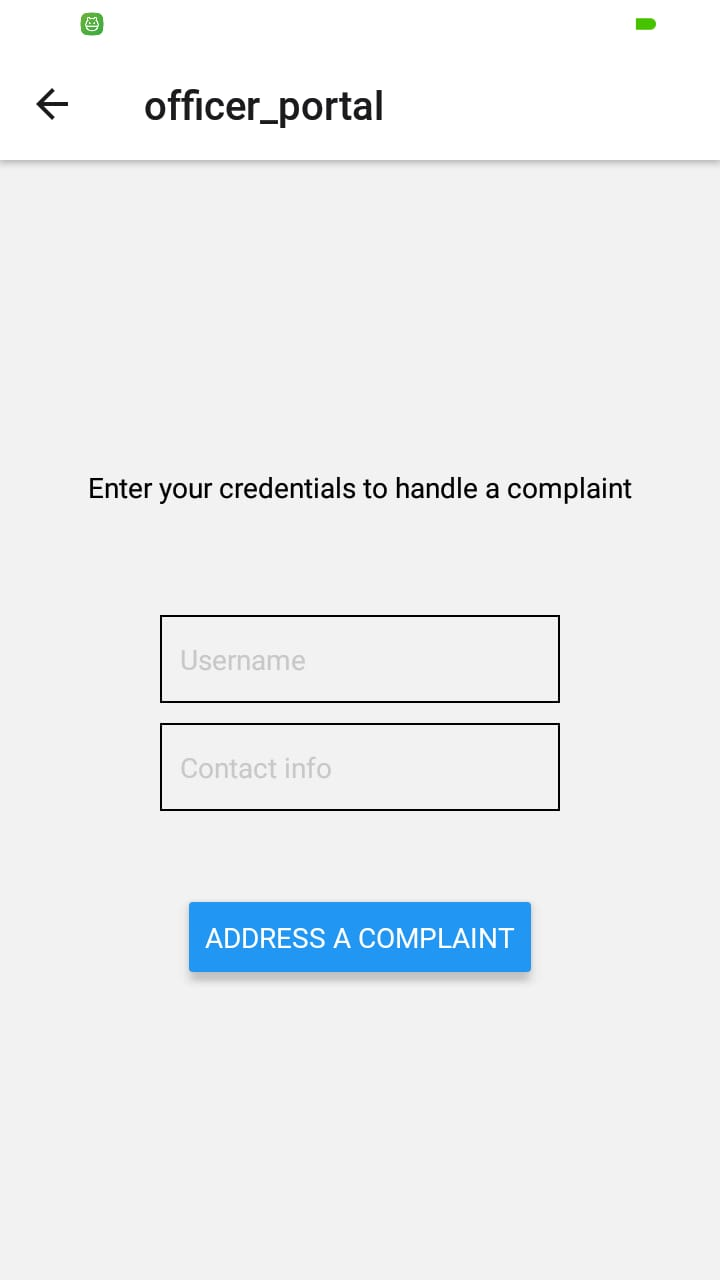 officer_portal
Enter your credentials to handle a complaint
Username
Contact info
ADDRESS A COMPLAINT